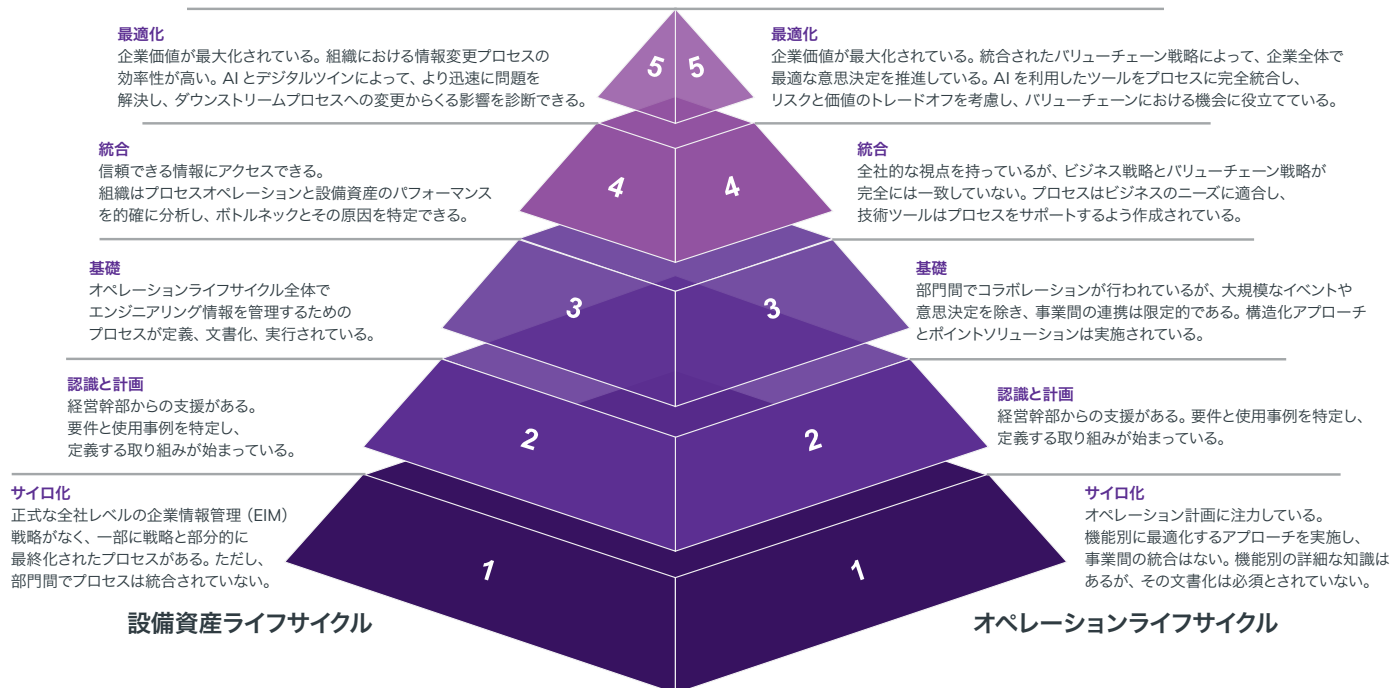 最適化
企業価値が最大化されている。組織における情報変更プロセスの
効率性が高い。AI とデジタルツインによって、より迅速に問題を
解決し、ダウンストリームプロセスへの変更からくる影響を診断できる。
5
5
最適化
企業価値が最大化されている。統合されたバリューチェーン戦略によって、企業全体で
最適な意思決定を推進している。AI を利用したツールをプロセスに完全統合し、
リスクと価値のトレードオフを考慮し、バリューチェーンにおける機会に役立てている。
統合
信頼できる情報にアクセスできる。
組織はプロセスオペレーションと設備資産のパフォーマンス
を的確に分析し、ボトルネックとその原因を特定できる。
4
4
統合
全社的な視点を持っているが、ビジネス戦略とバリューチェーン戦略が
完全には一致していない。プロセスはビジネスのニーズに適合し、
技術ツールはプロセスをサポートするよう作成されている。
基礎
オペレーションライフサイクル全体で
エンジニアリング情報を管理するための
プロセスが定義、文書化、実行されている。
3
3
基礎
部門間でコラボレーションが行われているが、大規模なイベントや
意思決定を除き、事業間の連携は限定的である。構造化アプローチ
とポイントソリューションは実施されている。
認識と計画
経営幹部からの支援がある。
要件と使用事例を特定し、
定義する取り組みが始まっている。
2
2
認識と計画
経営幹部からの支援がある。要件と使用事例を特定し、
定義する取り組みが始まっている。
サイロ化
正式な全社レベルの企業情報管理（EIM）
戦略がなく、一部に戦略と部分的に
最終化されたプロセスがある。ただし、
部門間でプロセスは統合されていない。
1
1
サイロ化
オペレーション計画に注力している。
機能別に最適化するアプローチを実施し、
事業間の統合はない。機能別の詳細な知識は
あるが、その文書化は必須とされていない。
設備資産ライフサイクル
オペレーションライフサイクル